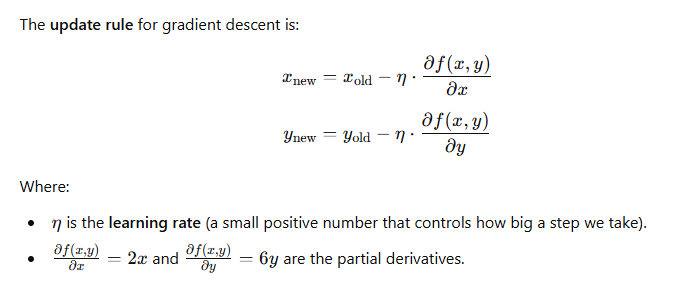 The update rule for gradient descent is:
x_new = x_old − η · ∂f(x, y)/∂x
y_new = y_old − η · ∂f(x, y)/∂y
Where:
• η is the learning rate (a small positive number that controls how big a step we take).
• ∂f(x,y)/∂x = 2x and ∂f(x,y)/∂y = 6y are the partial derivatives.